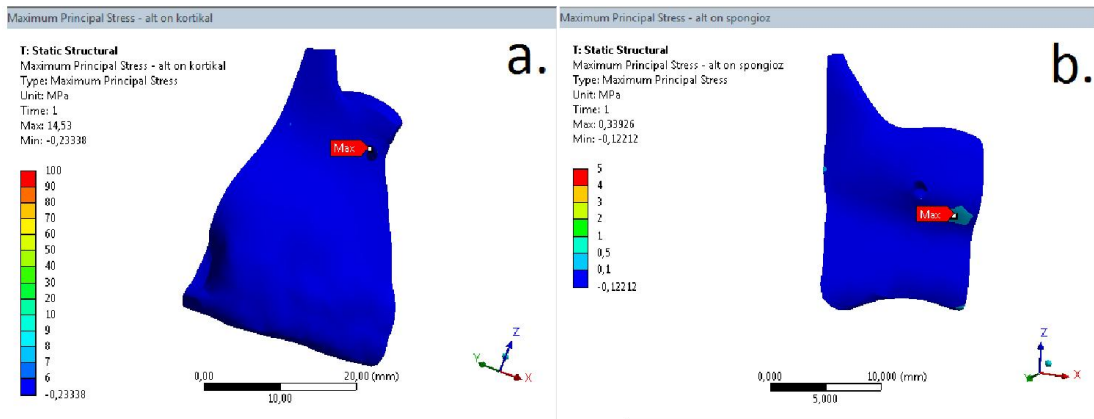 Maximum Principal Stress - alt on kortikal
T: Static Structural
Maximum Principal Stress - alt on kortikal
Type: Maximum Principal Stress
Unit: MPa
Time: 1
Max: 14,53
Min: -0,23338
a.
Max
100
90
80
70
60
50
40
30
20
10
9
8
7
6
-0,23338
0,00
20,00 (mm)
10,00
Z
Y
X
Maximum Principal Stress - alt on spongioz
T: Static Structural
Maximum Principal Stress - alt on spongioz
Type: Maximum Principal Stress
Unit: MPa
Time: 1
Max: 0,33926
Min: -0,12212
b.
Max
5
4
3
2
1
0,5
0,1
-0,12212
0,000
10,000 (mm)
5,000
Z
Y
X